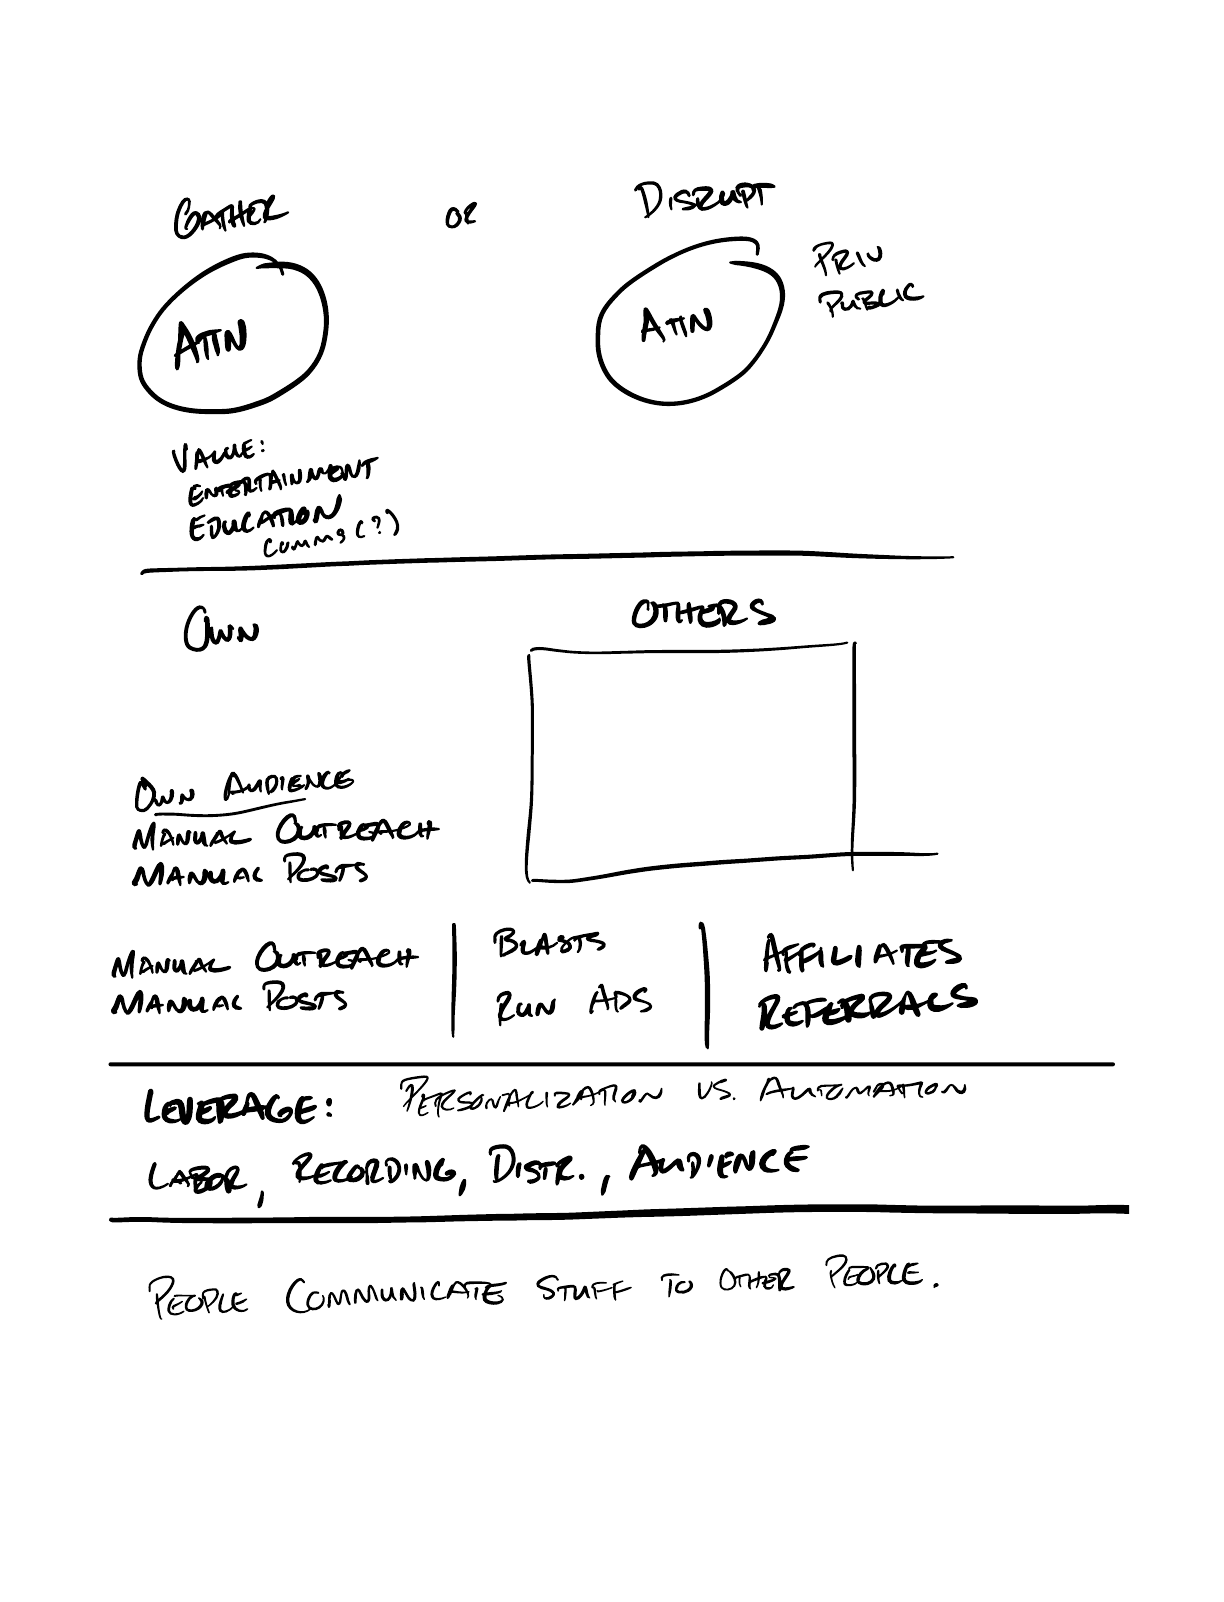 GATHER OR DISRUPT
ATTN
ATTN
PRIV
PUBLIC
VALUE:
ENTERTAINMENT
EDUCATION
COMMS (?)
OWN
OTHERS
OWN AUDIENCE
MANUAL OUTREACH
MANUAL POSTS
MANUAL OUTREACH
MANUAL POSTS
BLASTS
RUN ADS
AFFILIATES
REFERRALS
LEVERAGE: PERSONALIZATION VS. AUTOMATION
LABOR, RECORDING, DISTR., AUDIENCE
PEOPLE COMMUNICATE STUFF TO OTHER PEOPLE.